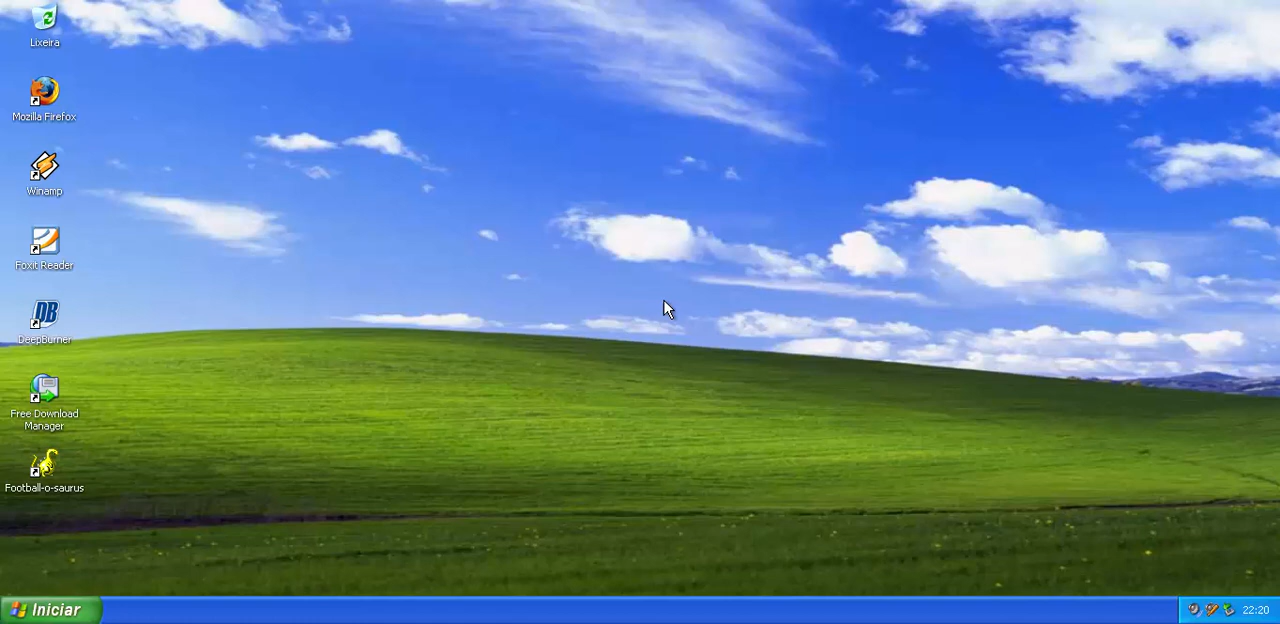 Lixeira
Mozilla Firefox
Winamp
Foxit Reader
DB
DeepBurner
Free Download
Manager
Football-o-saurus
Iniciar
22:20